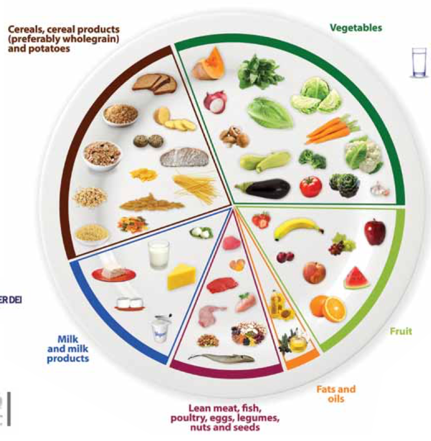 Cereals, cereal products
(preferably wholegrain)
and potatoes
Vegetables
ERDEI
Milk
and milk
products
Fruit
Fats and
oils
Lean meat, fish,
poultry, eggs, legumes,
nuts and seeds